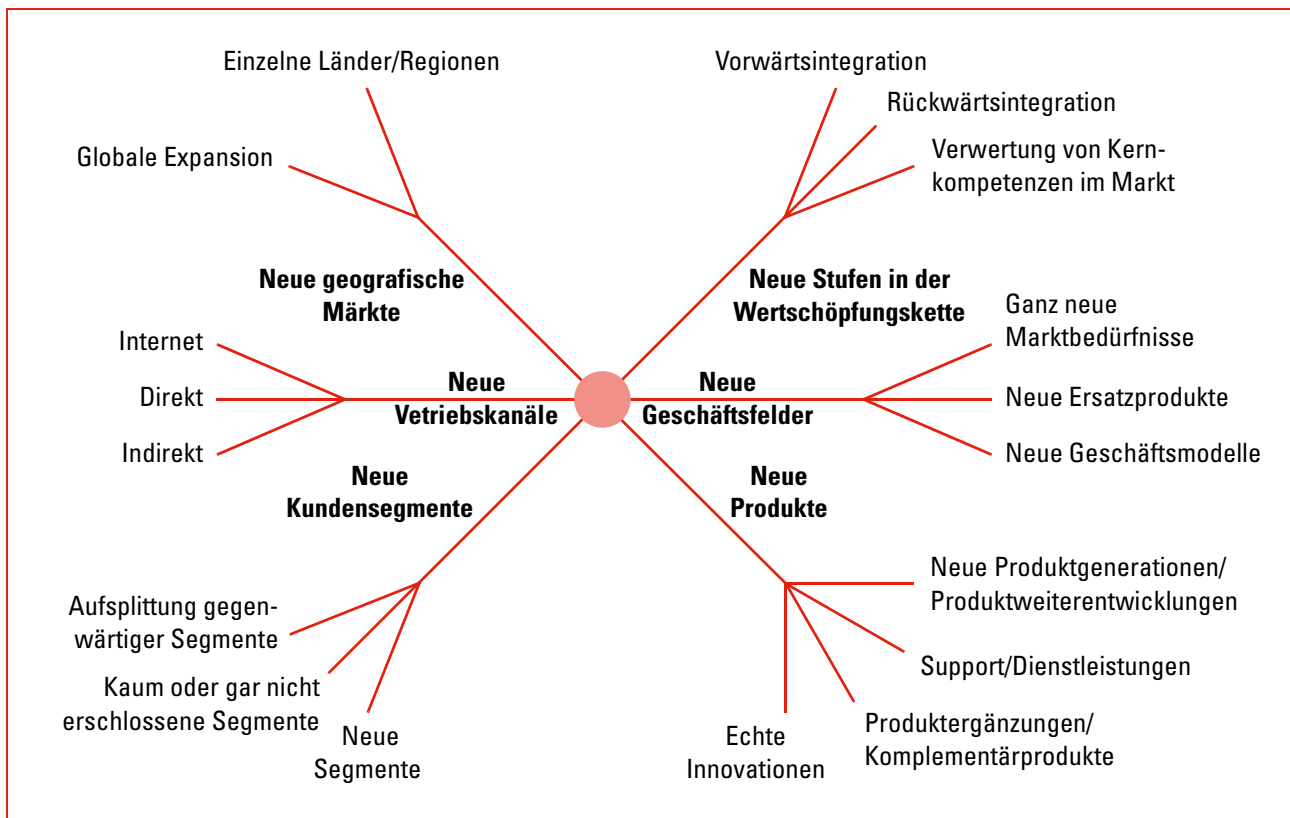 Einzelne Länder/Regionen
Globale Expansion
Neue geografische
Märkte
Vorwärtsintegration
Rückwärtsintegration
Verwertung von Kern-
kompetenzen im Markt
Neue Stufen in der
Wertschöpfungskette
Internet
Direkt
Indirekt
Neue
Vetriebskanäle
Neue
Geschäftsfelder
Ganz neue
Marktbedürfnisse
Neue Ersatzprodukte
Neue Geschäftsmodelle
Neue
Kundensegmente
Aufsplittung gegen-
wärtiger Segmente
Kaum oder gar nicht
erschlossene Segmente
Neue
Segmente
Neue
Produkte
Neue Produktgenerationen/
Produktweiterentwicklungen
Support/Dienstleistungen
Produktergänzungen/
Komplementärprodukte
Echte
Innovationen